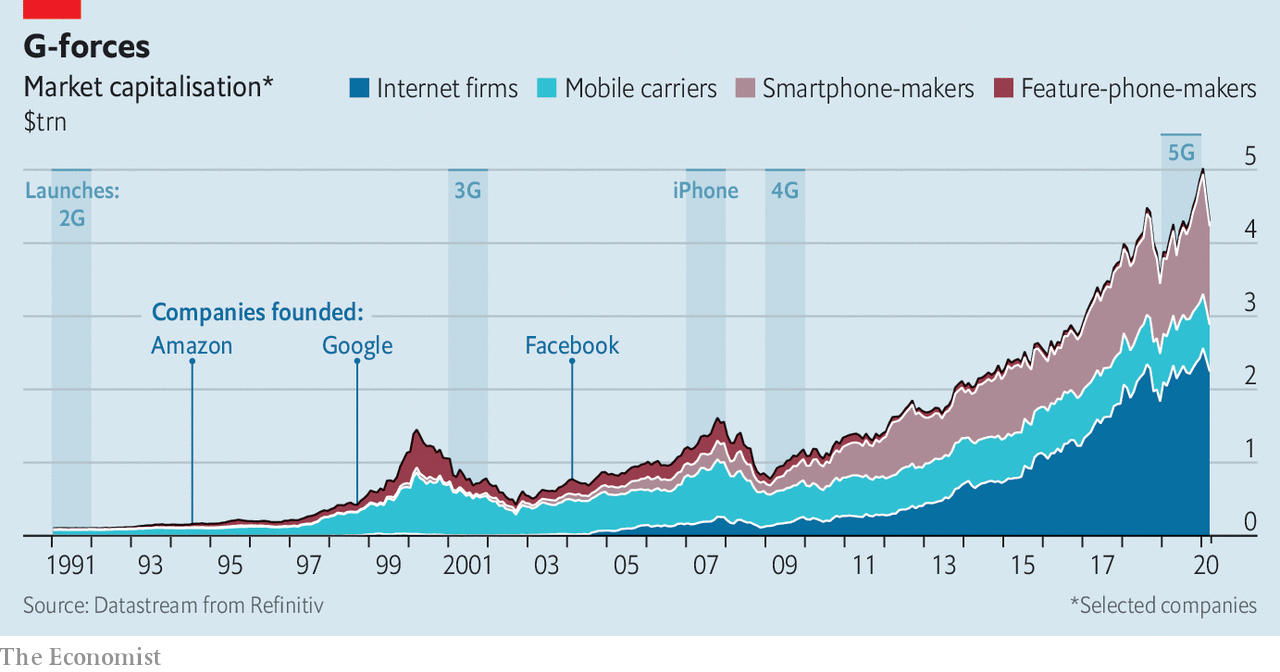 G-forces
Market capitalisation*
$trn
Internet firms
Mobile carriers
Smartphone-makers
Feature-phone-makers
5G
5
Launches:
2G
3G
iPhone
4G
4
Companies founded:
3
Amazon
Google
Facebook
2
1
0
1991 93 95 97 99 2001 03 05 07 09 11 13 15 17 20
Source: Datastream from Refinitiv
*Selected companies
The Economist